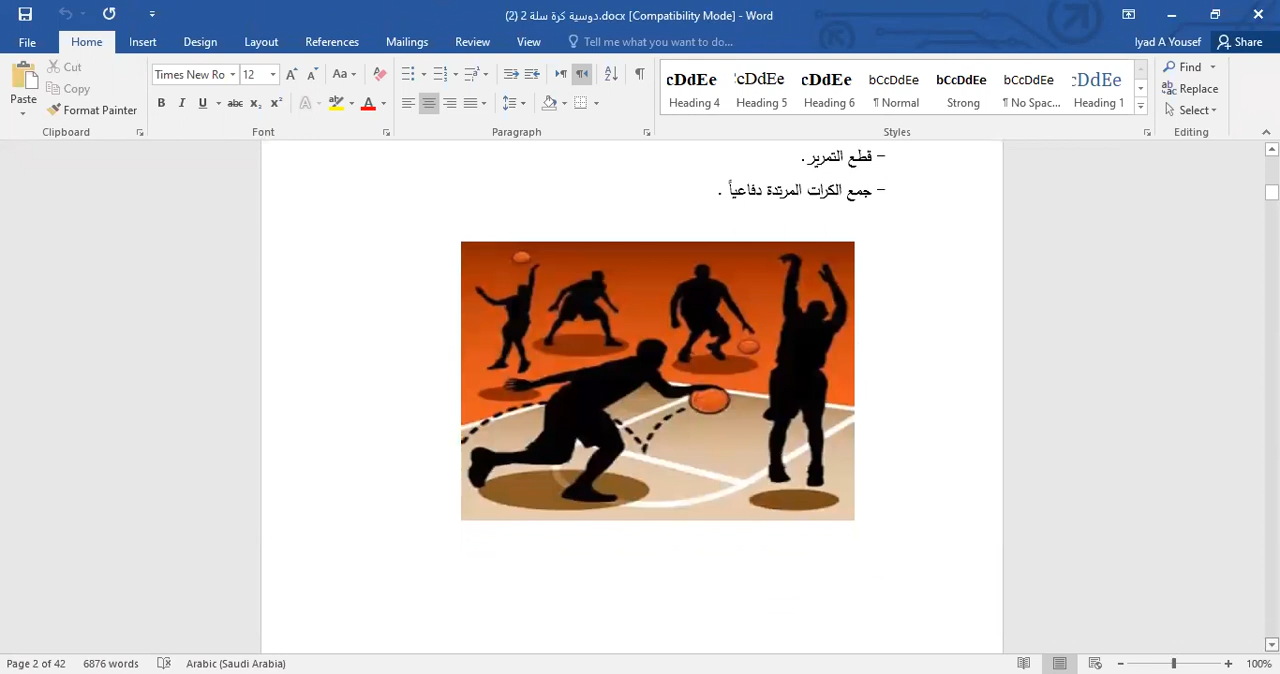 دوسية كرة سلة 2 (2).docx [Compatibility Mode] - Word
File Home Insert Design Layout References Mailings Review View Tell me what you want to do... Iyad A Yousef Share
Cut
Copy
Format Painter
Paste
Clipboard
Times New Ro 12
Font
Paragraph
cDdEe 'cDdEe cDdEe bCcDdEe bCcDdEe bCcDdEe CcDdEe
Heading 4 Heading 5 Heading 6 ¶ Normal Strong ¶ No Spac... Heading 1
Styles
Find
Replace
Select
Editing
– قطع التمرير.
– جمع الكرات المرتدة دفاعياً .
Page 2 of 42 6876 words Arabic (Saudi Arabia) 100%